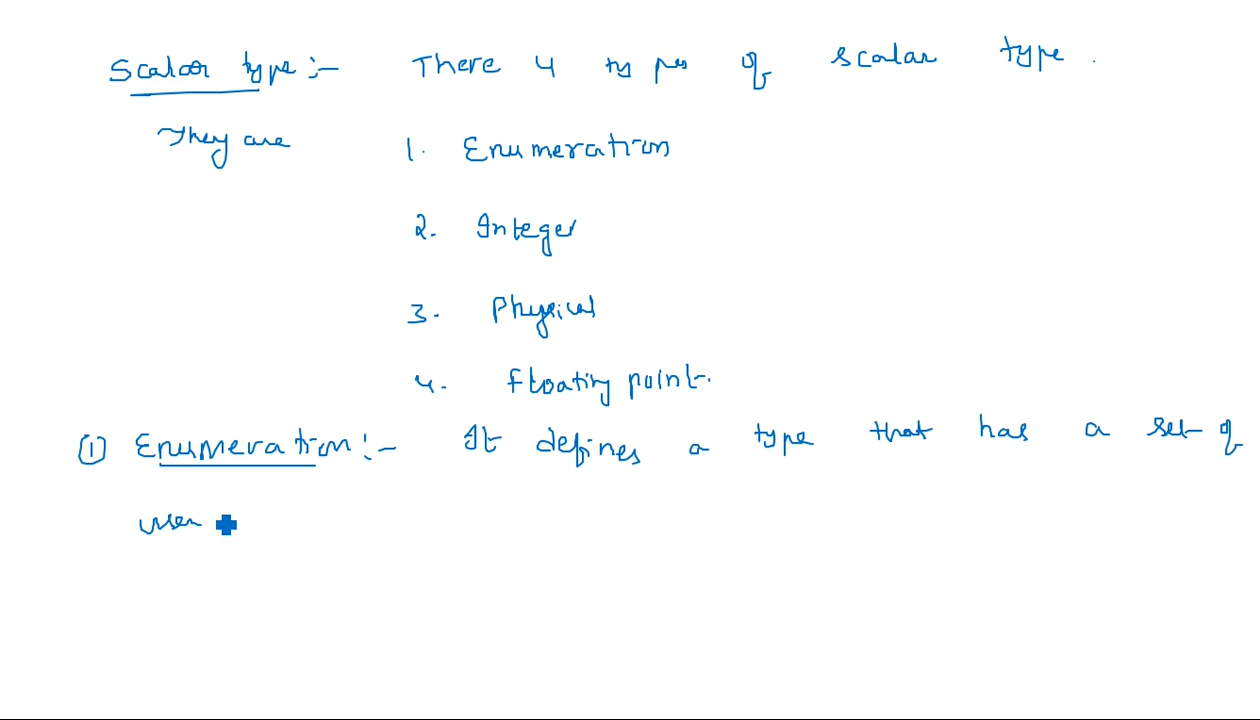 Scalar type :- There 4 types of scalar type.
They are 1. Enumeration
2. Integer
3. Physical
4. floating point.
① Enumeration :- It defines a type that has a set of
user